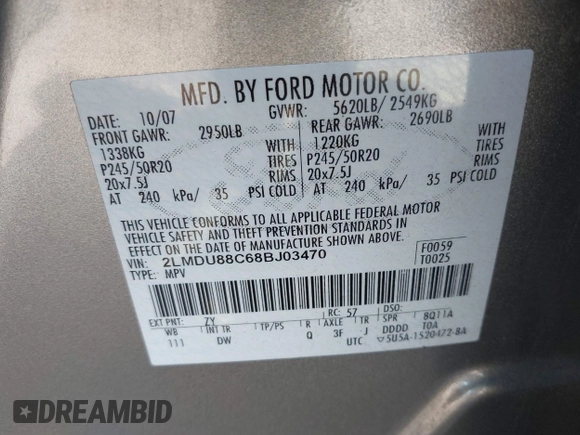 MFD. BY FORD MOTOR CO.
DATE: 10/07 GVWR: 5620LB/ 2549KG
FRONT GAWR: 2950LB REAR GAWR: 2690LB
1338KG WITH 1220KG WITH
P245/50R20 TIRES P245/50R20 TIRES
20x7.5J RIMS 20x7.5J RIMS
AT 240 kPa/ 35 PSI COLD AT 240 kPa/ 35 PSI COLD
THIS VEHICLE CONFORMS TO ALL APPLICABLE FEDERAL MOTOR
VEHICLE SAFETY AND THEFT PREVENTION STANDARDS IN
EFFECT ON THE DATE OF MANUFACTURE SHOWN ABOVE.
VIN: 2LMDU88C68BJ03470 F0059
TYPE: MPV T0025
EXT PNT: ZY RC: 57 DSO:
WB INT TR TP/PS R AXLE TR SPR 8Q11A
111 DW Q 3F J DDDD T0A
UTC ▽5U5A-1520472-8A
DREAMBID